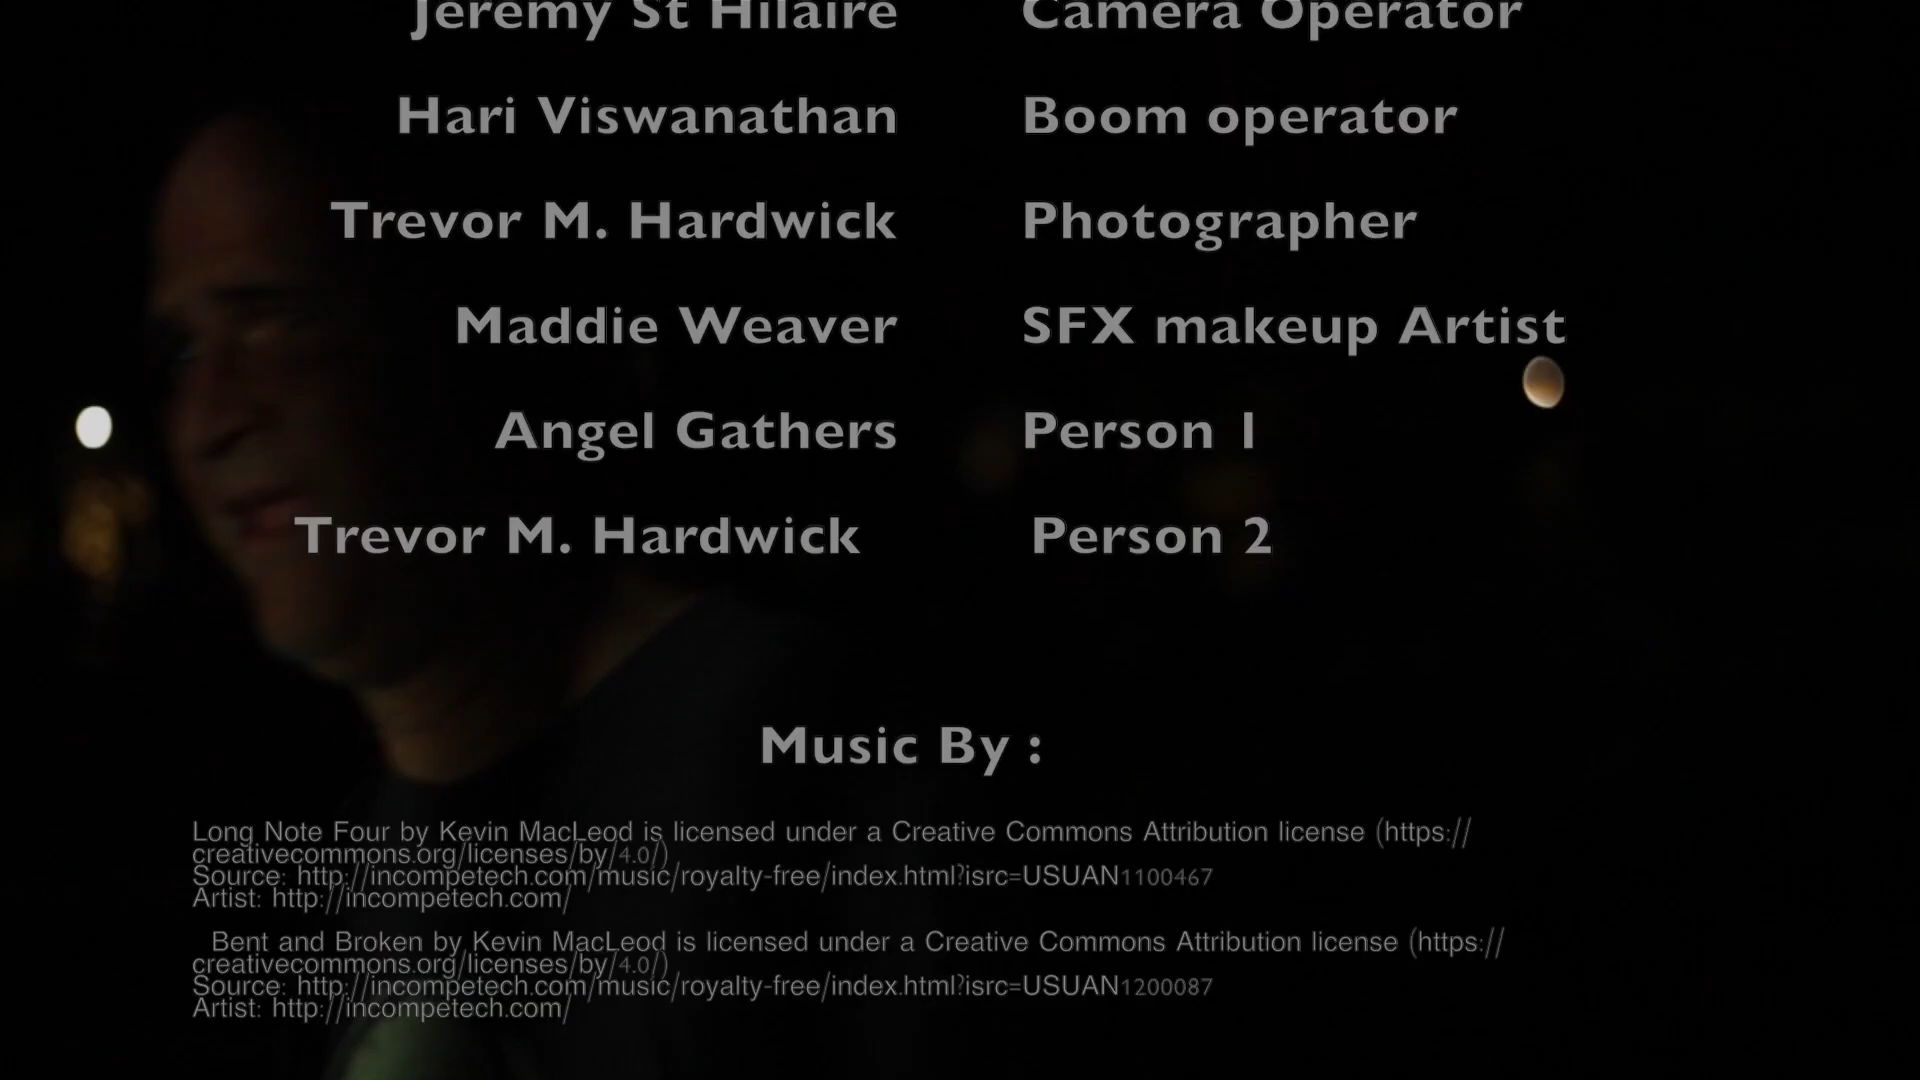 Jeremy St Hilaire Camera Operator
Hari Viswanathan Boom operator
Trevor M. Hardwick Photographer
Maddie Weaver SFX makeup Artist
Angel Gathers Person 1
Trevor M. Hardwick Person 2
Music By :
Long Note Four by Kevin MacLeod is licensed under a Creative Commons Attribution license (https://
creativecommons.org/licenses/by/4.0/)
Source: http://incompetech.com/music/royalty-free/index.html?isrc=USUAN1100467
Artist: http://incompetech.com/
Bent and Broken by Kevin MacLeod is licensed under a Creative Commons Attribution license (https://
creativecommons.org/licenses/by/4.0/)
Source: http://incompetech.com/music/royalty-free/index.html?isrc=USUAN1200087
Artist: http://incompetech.com/